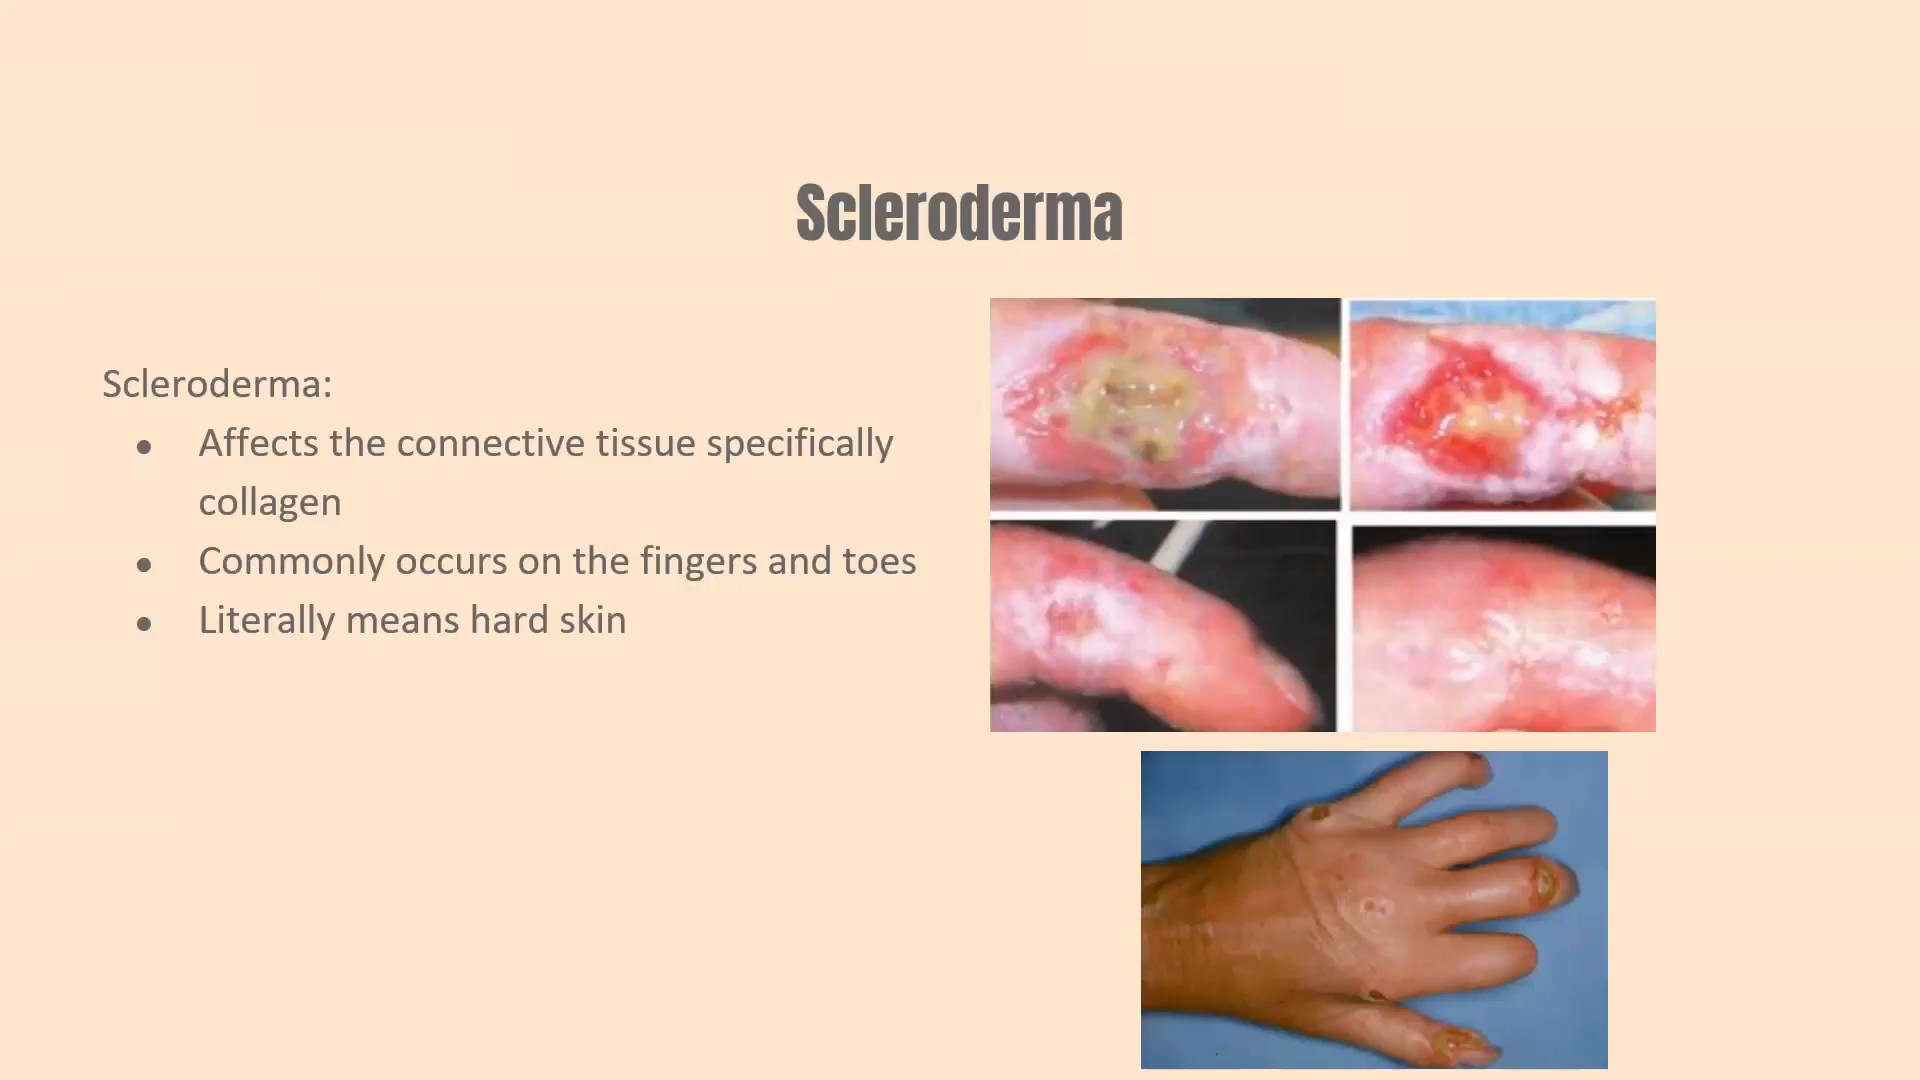 Scleroderma
Scleroderma:
● Affects the connective tissue specifically
collagen
● Commonly occurs on the fingers and toes
● Literally means hard skin